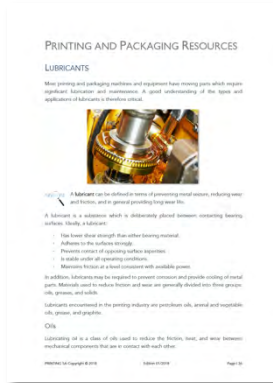 PRINTING AND PACKAGING RESOURCES
LUBRICANTS
Most printing and packaging machines and equipment have moving parts which require
significant lubrication and maintenance. A good understanding of the types and
applications of lubricants is therefore critical.
A lubricant can be defined in terms of preventing metal seizure, reducing wear
and friction, and in general providing long-wear life.
A lubricant is a substance which is deliberately placed between contacting bearing
surfaces. Ideally, a lubricant:
Has lower shear strength than either bearing material.
Adheres to the surfaces strongly.
Prevents contact of opposing surface asperities.
Is stable under all operating conditions.
Maintains friction at a level consistent with available power.
In addition, lubricants may be required to prevent corrosion and provide cooling of metal
parts. Materials used to reduce friction and wear are generally divided into three groups:
oils, greases, and solids.
Lubricants encountered in the printing industry are petroleum oils, animal and vegetable
oils, grease, and graphite.
Oils
Lubricating oil is a class of oils used to reduce the friction, heat, and wear between
mechanical components that are in contact with each other.
Copyright © 2018 Edition 01/2018 Page